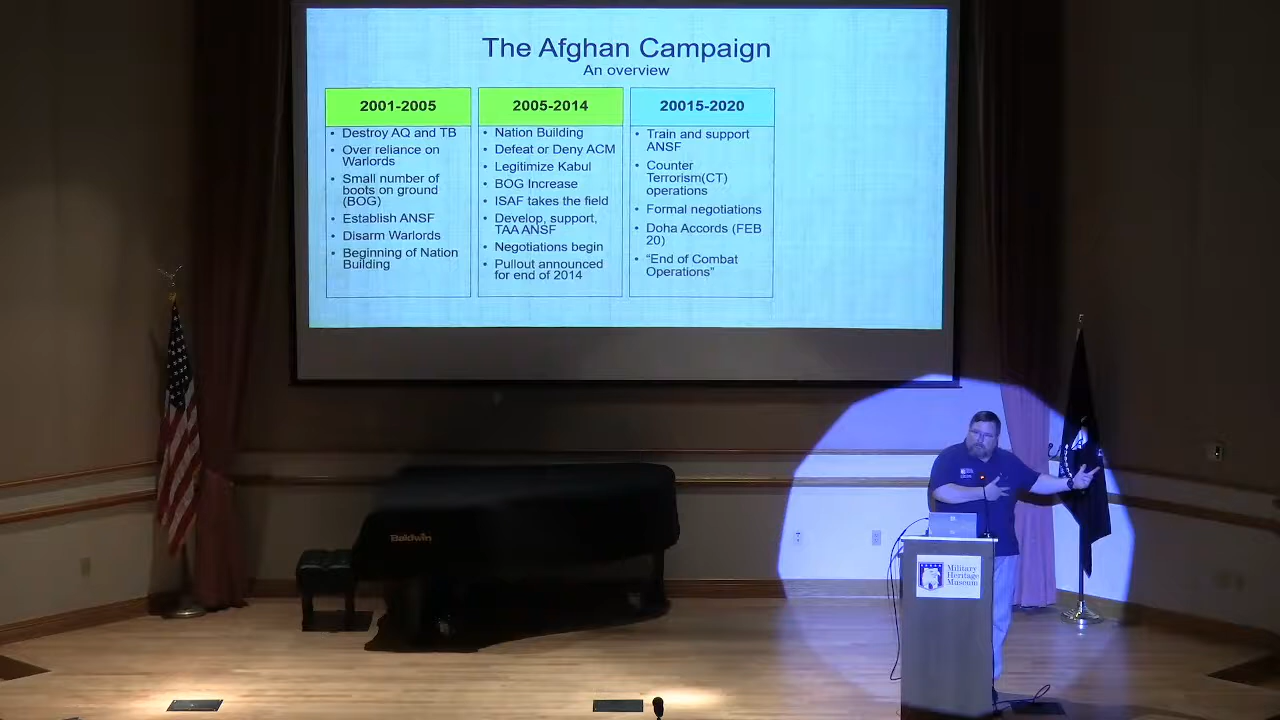 The Afghan Campaign
An overview
2001-2005
• Destroy AQ and TB
• Over reliance on
Warlords
• Small number of
boots on ground
(BOG)
• Establish ANSF
• Disarm Warlords
• Beginning of Nation
Building
2005-2014
• Nation Building
• Defeat or Deny ACM
• Legitimize Kabul
• BOG Increase
• ISAF takes the field
• Develop, support,
TAA ANSF
• Negotiations begin
• Pullout announced
for end of 2014
20015-2020
• Train and support
ANSF
• Counter
Terrorism(CT)
operations
• Formal negotiations
• Doha Accords (FEB
20)
• “End of Combat
Operations”
Baldwin
Military
Heritage
Museum